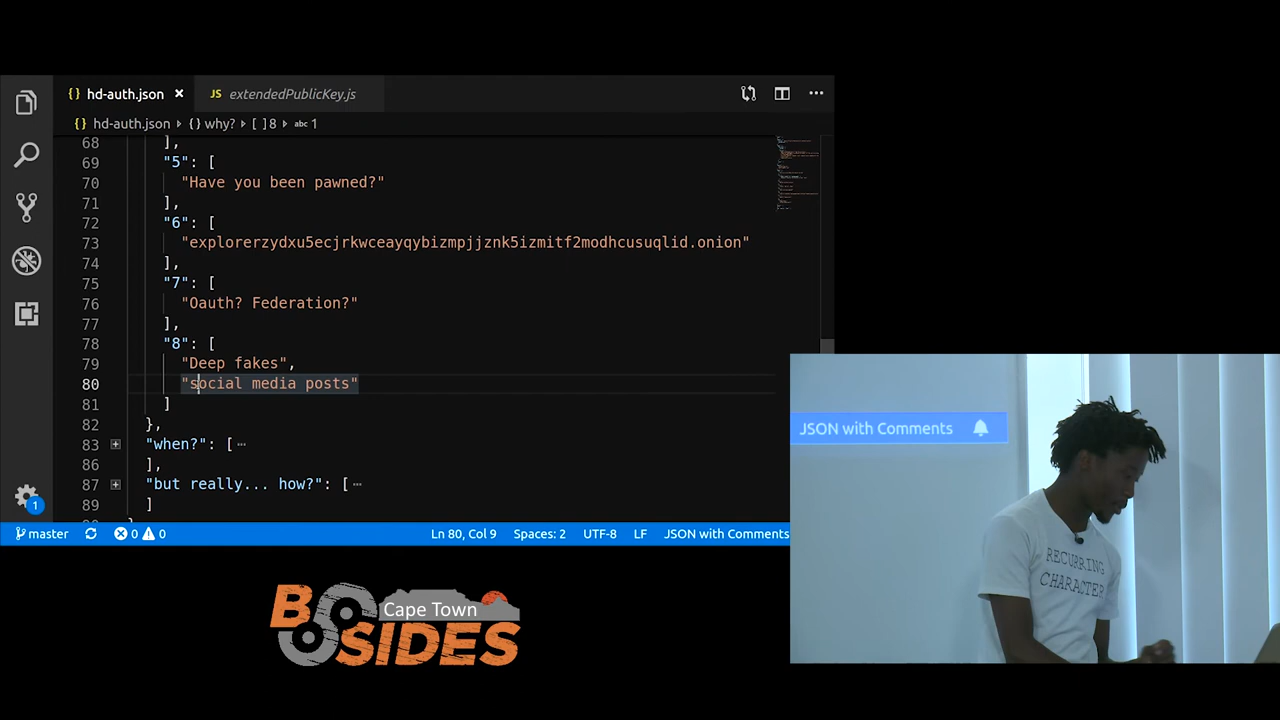 hd-auth.json
JS extendedPublicKey.js
{} hd-auth.json › {} why? › [ ] 8 › abc 1
68 ],
69 "5": [
70 "Have you been pawned?"
71 ],
72 "6": [
73 "explorerzydxu5ecjrkwceayqybizmpjjznk5izmitf2modhcusuqlid.onion"
74 ],
75 "7": [
76 "Oauth? Federation?"
77 ],
78 "8": [
79 "Deep fakes",
80 "social media posts"
81 ]
82 },
83 "when?": [
86 ],
87 "but really... how?": [
89 ]
1
master 0 0 Ln 80, Col 9 Spaces: 2 UTF-8 LF JSON with Comments
JSON with Comments
RECURRING
CHARACTER
BSIDES
Cape Town